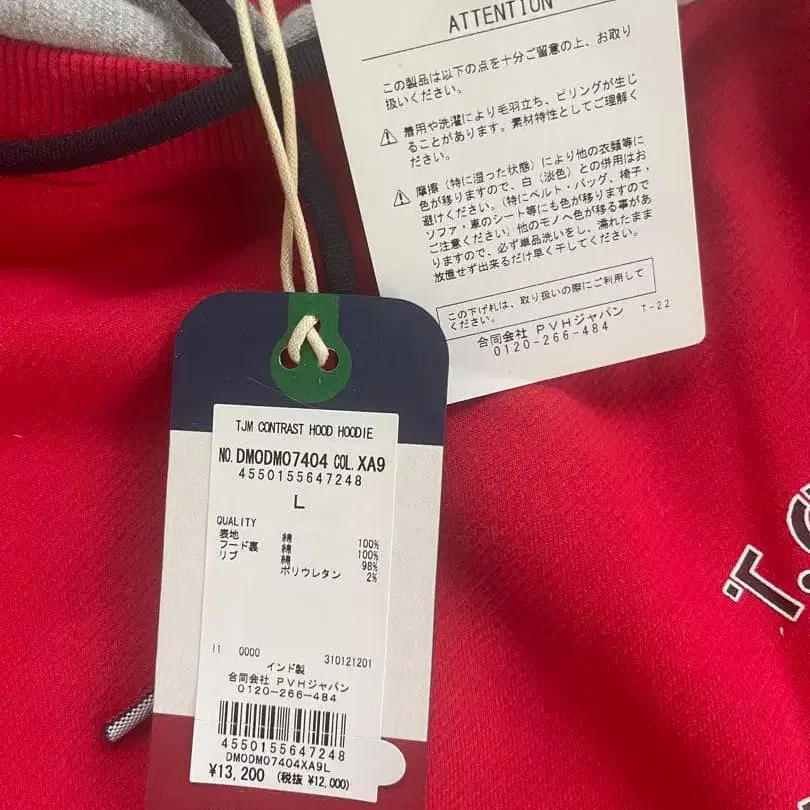 ATTENTION
この製品は以下の点を十分ご留意の上、お取り
扱いください。
着用や洗濯により毛羽立ち、ピリングが生じ
ることがあります。素材特性としてご理解く
ださい。
摩擦（特に湿った状態）により他の衣類等に
色が移りますので、白（淡色）との併用はお
避けください。（特にベルト・バッグ、椅子・
ソファ・車のシート等にも色が移りますので
ご注意ください）他のモノへ色が移る事があ
りますので、必ず単品洗いをし、濡れたまま
放置せず出来るだけ早く干してください。
この下げ札は、取り扱いの際にご利用して
ください。
T-22
合同会社 PVHジャパン
0120-266-484
TJM CONTRAST HOOD HOODIE
NO. DM0DM07404 COL. XA9
4550155647248
L
QUALITY
表地 綿 100%
フード裏 綿 100%
リブ 綿 98%
ポリウレタン 2%
I1 0000 310121201
インド製
合同会社 PVHジャパン
0120-266-484
4550155647248
DM0DM07404XA9L
¥13,200 (税抜 ¥12,000)
T.